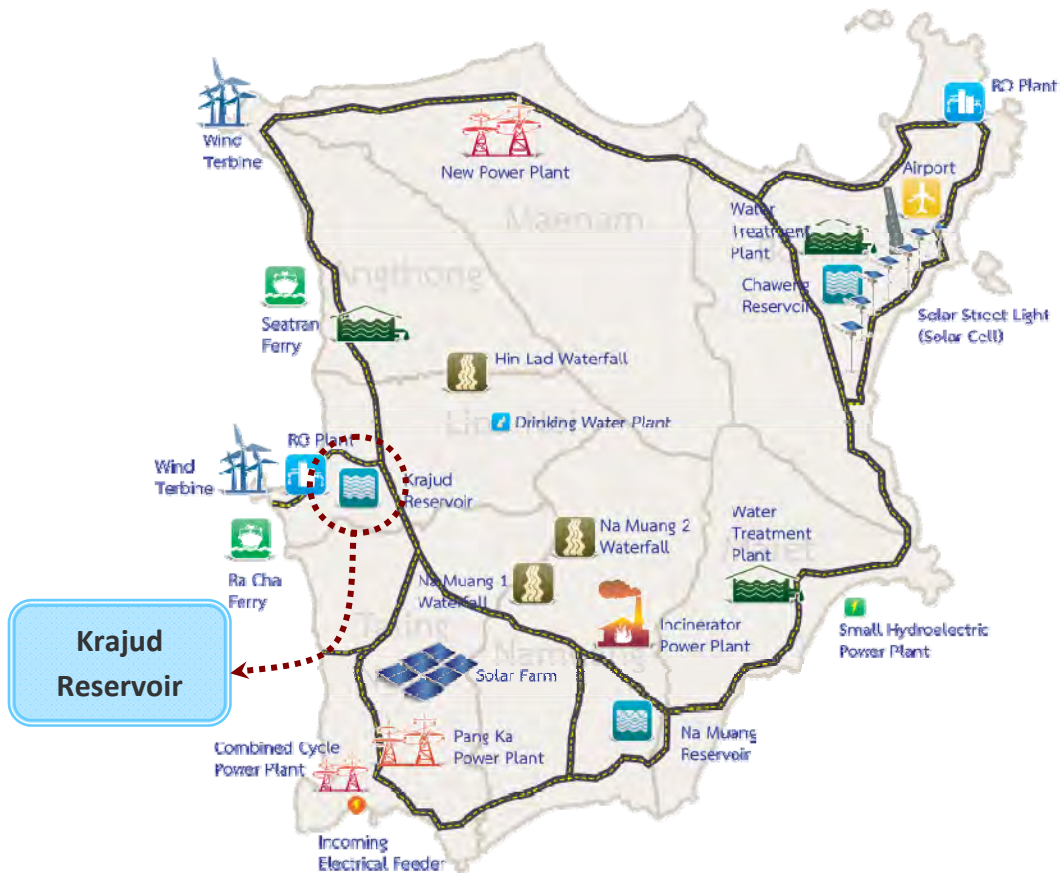 RO Plant
Wind
Terbine
New Power Plant
Airport
Maenam
Water
Treatment
Plant
Angthong
Chaweng
Reservoir
Seatran
Ferry
Solar Street Light
(Solar Cell)
Hin Lad Waterfall
Drinking Water Plant
RO Plant
Wind
Terbine
Krajud
Reservoir
Water
Treatment
Plant
Na Muang 2
Waterfall
Ra Cha
Ferry
Na Muang 1
Waterfall
Incinerator
Power Plant
Small Hydroelectric
Power Plant
Krajud
Reservoir
Taling
Solar Farm
Na Muang
Reservoir
Pang Ka
Power Plant
Combined Cycle
Power Plant
Incoming
Electrical Feeder